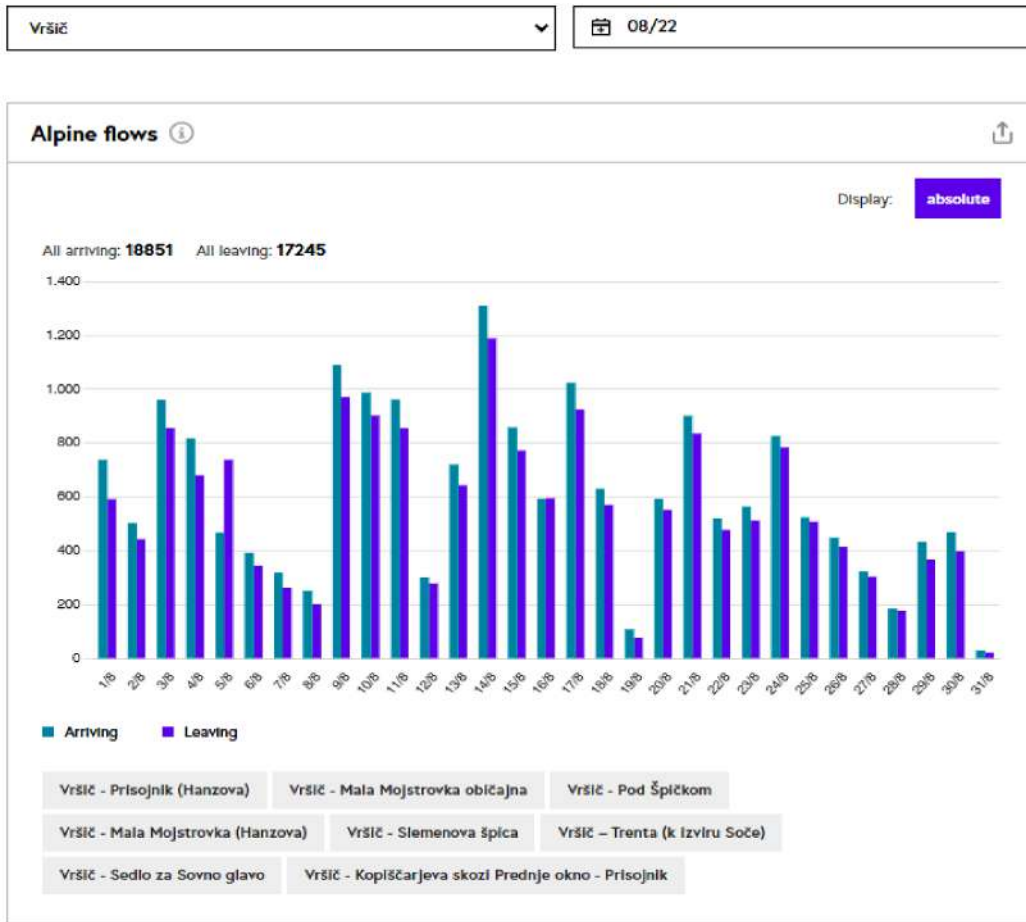 Vršič
08/22
Alpine flows
Display: absolute
All arriving: 18851 All leaving: 17245
1.400
1.200
1.000
800
600
400
200
0
1/8 2/8 3/8 4/8 5/8 6/8 7/8 8/8 9/8 10/8 11/8 12/8 13/8 14/8 15/8 16/8 17/8 18/8 19/8 20/8 21/8 22/8 23/8 24/8 25/8 26/8 27/8 28/8 29/8 30/8 31/8
Arriving Leaving
Vršič - Prisojnik (Hanzova) Vršič - Mala Mojstrovka običajna Vršič - Pod Špičkom
Vršič - Mala Mojstrovka (Hanzova) Vršič - Slemenova špica Vršič – Trenta (k izviru Soče)
Vršič - Sedlo za Sovno glavo Vršič - Kopiščarjeva skozi Prednje okno - Prisojnik